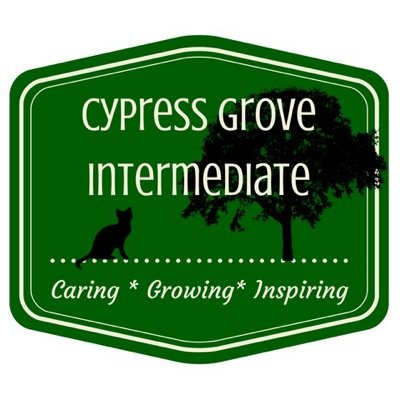 Cypress Grove
Intermediate
Caring * Growing* Inspiring